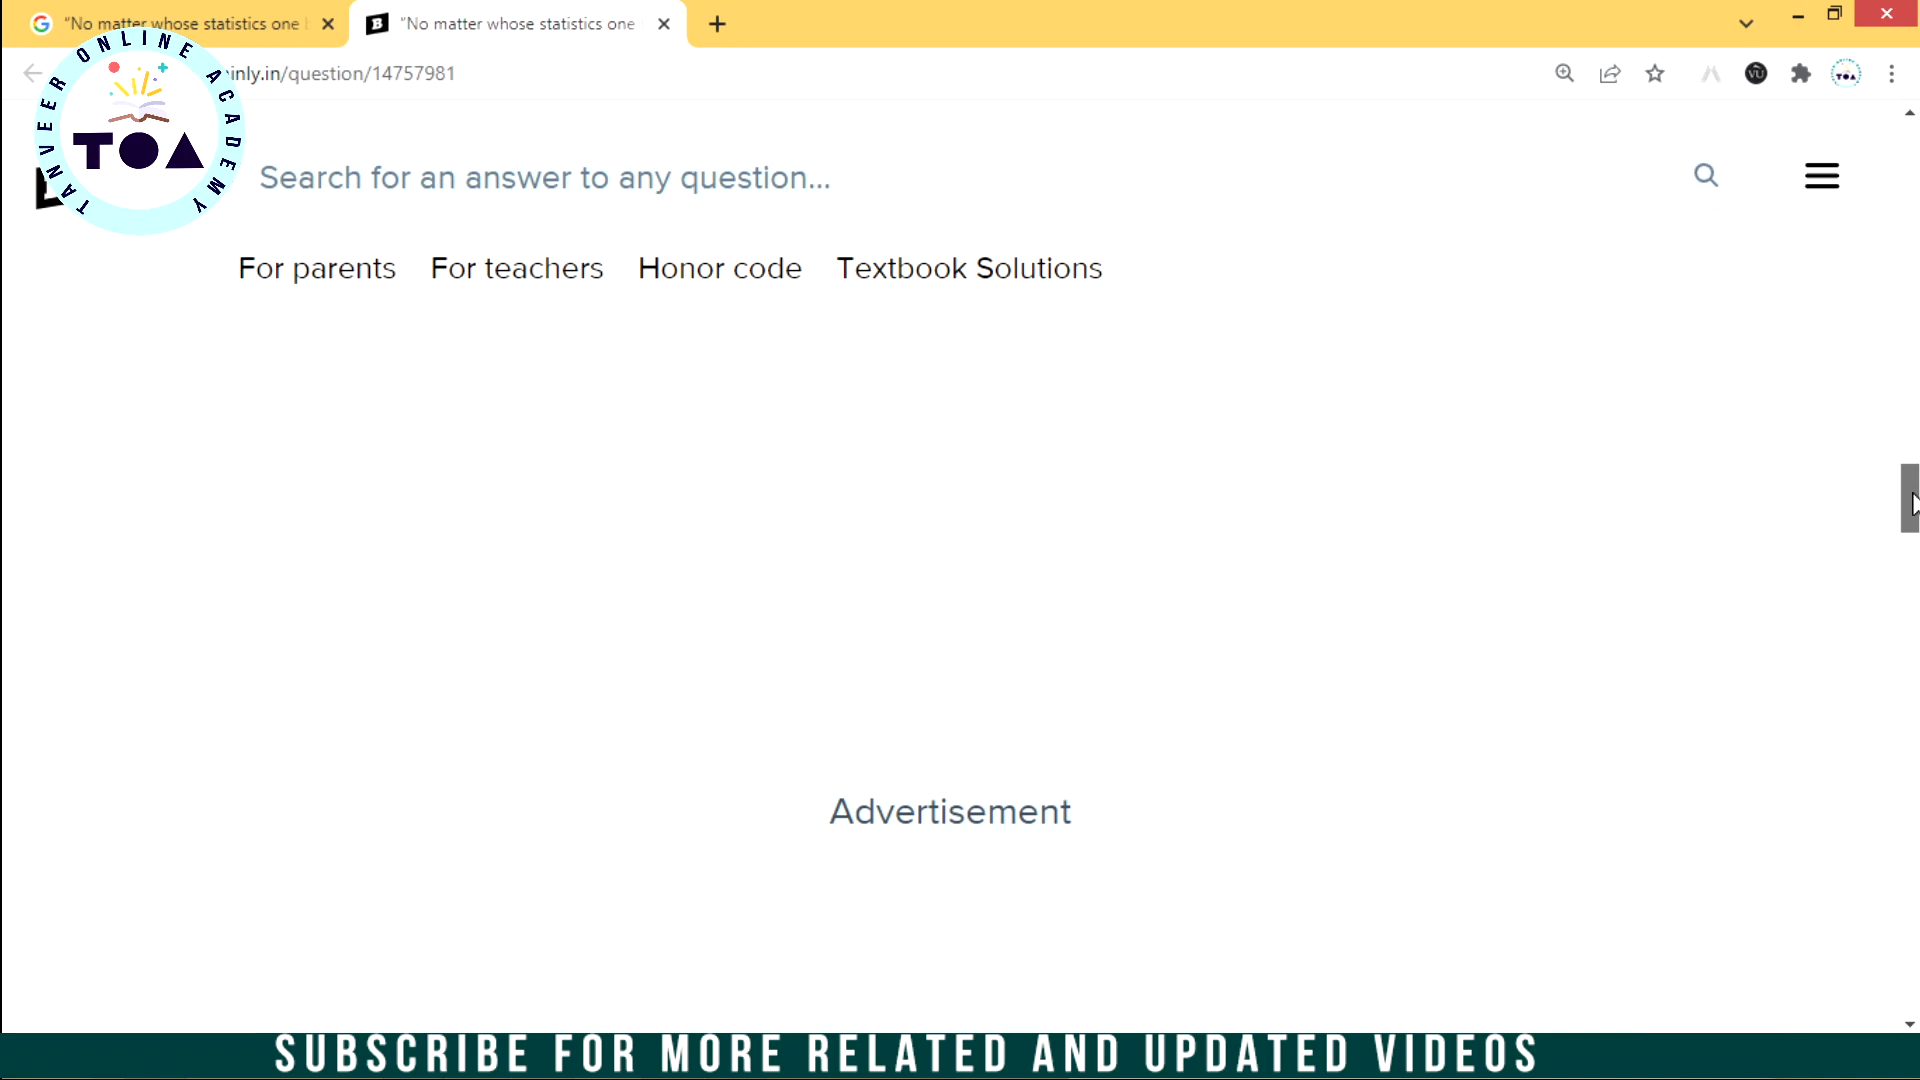 "No matter whose statistics one
"No matter whose statistics one
inly.in/question/14757981
TANVEER ONLINE ACADEMY
TOA
Search for an answer to any question...
For parents For teachers Honor code Textbook Solutions
Advertisement
SUBSCRIBE FOR MORE RELATED AND UPDATED VIDEOS